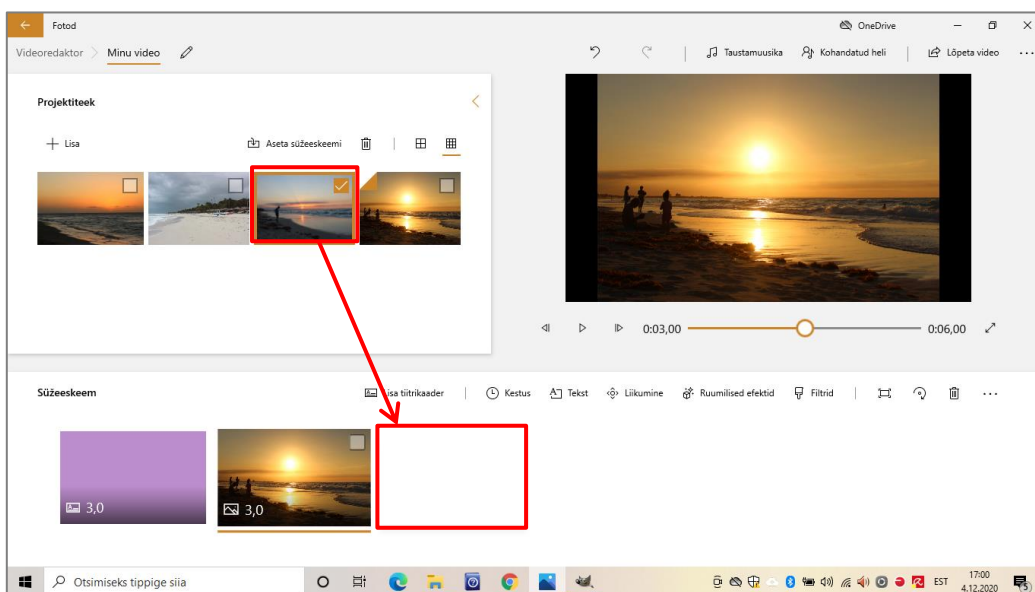 Fotod
OneDrive
Videoredaktor
Minu video
Taustamuusika
Kohandatud heli
Lõpeta video
Projektiteek
Lisa
Aseta süžeeskeemi
0:03,00
0:06,00
Süžeeskeem
Lisa tiitrikaader
Kestus
Tekst
Liikumine
Ruumilised efektid
Filtrid
3,0
3,0
Otsimiseks tippige siia
EST
17:00
4.12.2020
5